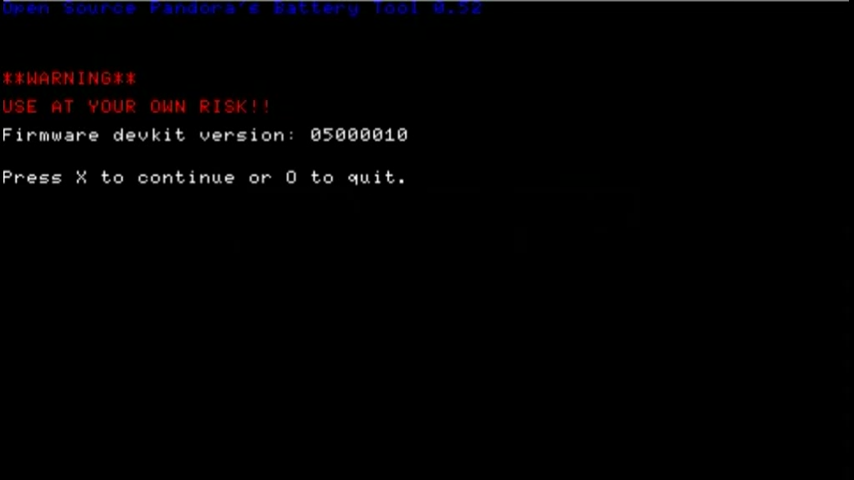 Open Source Pandora's Battery Tool 0.52
**WARNING**
USE AT YOUR OWN RISK!!
Firmware devkit version: 05000010
Press X to continue or O to quit.